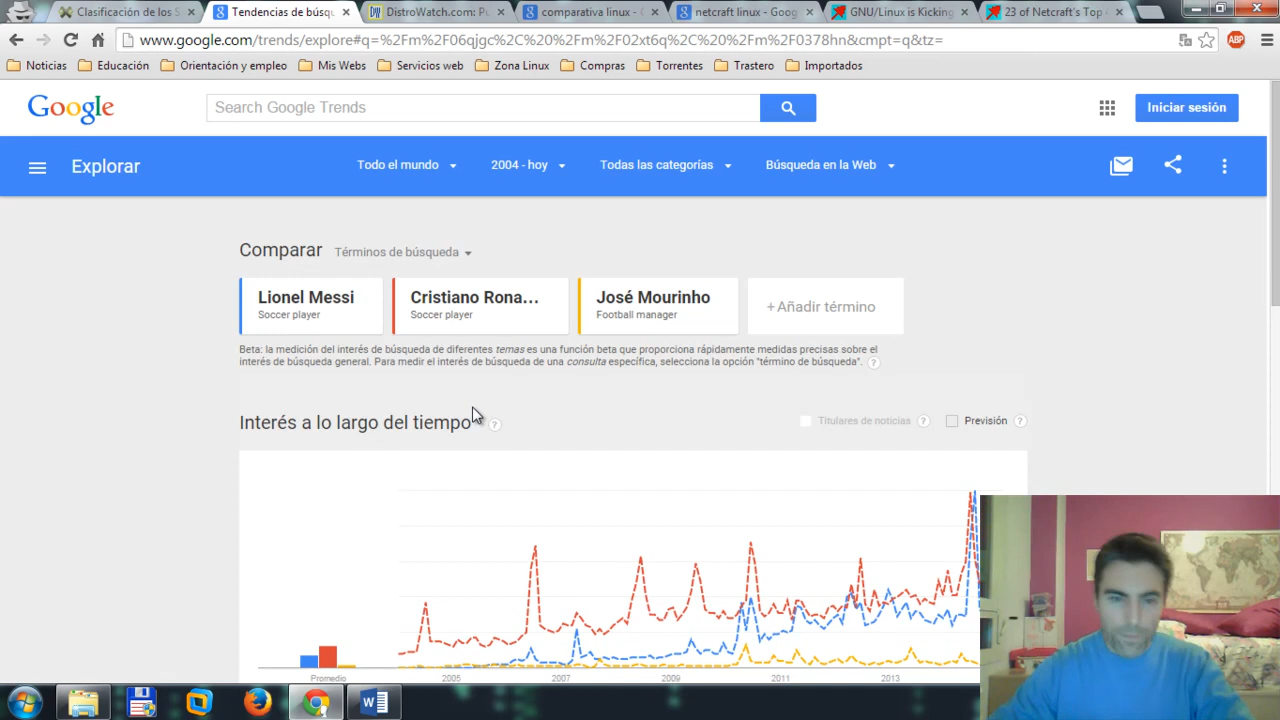 Clasificación de los S
Tendencias de búsqu
DistroWatch.com: Pu
comparativa linux -
netcraft linux - Goog
GNU/Linux is Kicking
23 of Netcraft's Top
www.google.com/trends/explore#q=%2Fm%2F06qjgc%2C%20%2Fm%2F02xt6q%2C%20%2Fm%2F0378hn&cmpt=q&tz=
ABP
Noticias Educación Orientación y empleo Mis Webs Servicios web Zona Linux Compras Torrentes Trastero Importados
Google Search Google Trends Iniciar sesión
Explorar Todo el mundo 2004 - hoy Todas las categorías Búsqueda en la Web
Comparar Términos de búsqueda
Lionel Messi
Soccer player
Cristiano Rona...
Soccer player
José Mourinho
Football manager
+Añadir término
Beta: la medición del interés de búsqueda de diferentes temas es una función beta que proporciona rápidamente medidas precisas sobre el
interés de búsqueda general. Para medir el interés de búsqueda de una consulta específica, selecciona la opción "término de búsqueda". ?
Interés a lo largo del tiempo ? Titulares de noticias ? Previsión ?
Promedio 2005 2007 2009 2011 2013